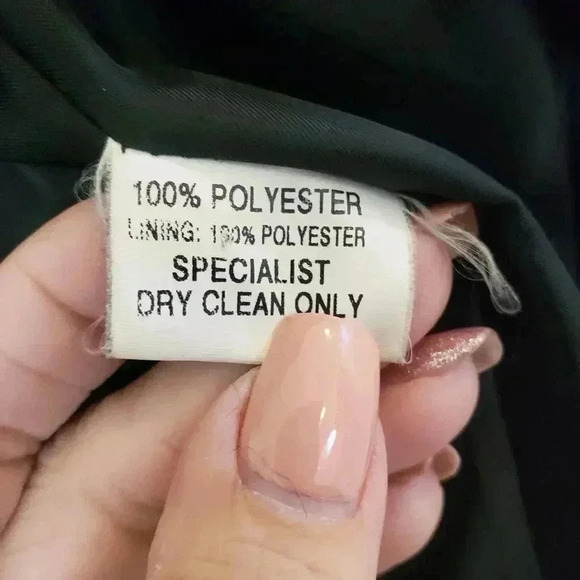 100% POLYESTER
LINING: 100% POLYESTER
SPECIALIST
DRY CLEAN ONLY